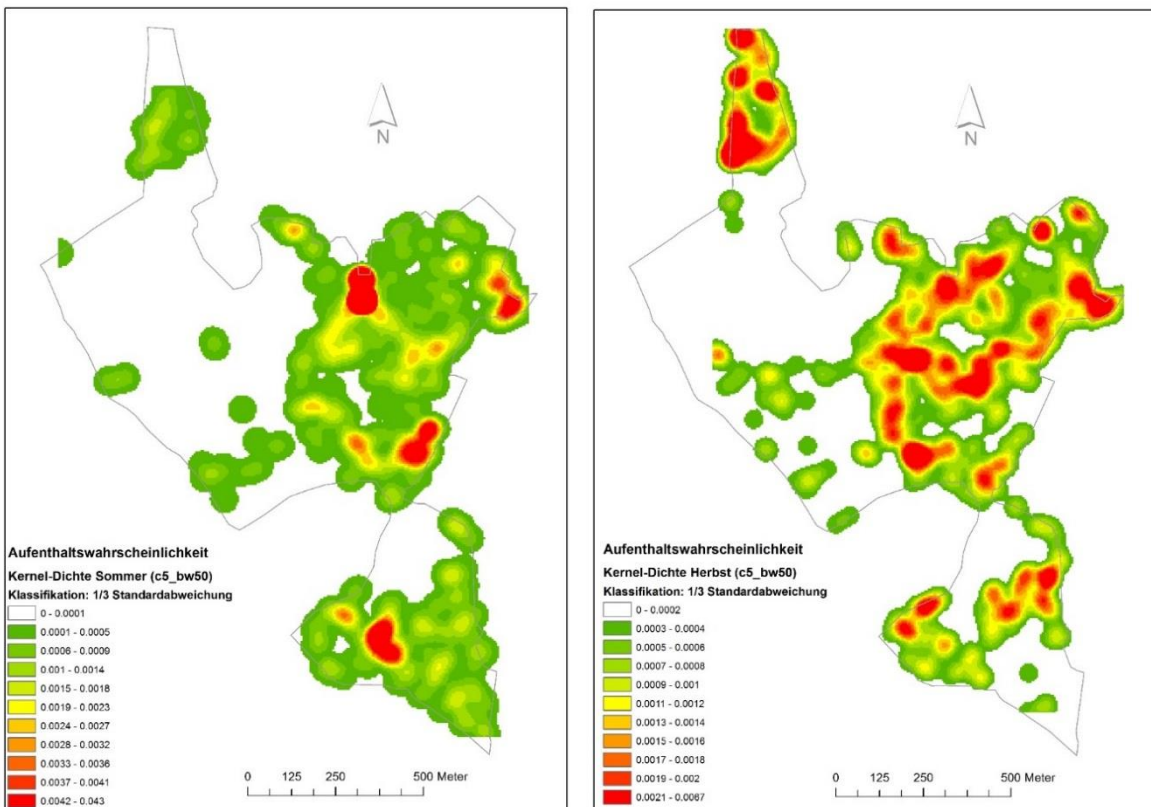 N
Aufenthaltswahrscheinlichkeit
Kernel-Dichte Sommer (c5_bw50)
Klassifikation: 1/3 Standardabweichung
0 - 0.0001
0.0001 - 0.0005
0.0006 - 0.0009
0.001 - 0.0014
0.0015 - 0.0018
0.0019 - 0.0023
0.0024 - 0.0027
0.0028 - 0.0032
0.0033 - 0.0036
0.0037 - 0.0041
0.0042 - 0.043
0 125 250 500 Meter
N
Aufenthaltswahrscheinlichkeit
Kernel-Dichte Herbst (c5_bw50)
Klassifikation: 1/3 Standardabweichung
0 - 0.0002
0.0003 - 0.0004
0.0005 - 0.0006
0.0007 - 0.0008
0.0009 - 0.001
0.0011 - 0.0012
0.0013 - 0.0014
0.0015 - 0.0016
0.0017 - 0.0018
0.0019 - 0.002
0.0021 - 0.0067
0 125 250 500 Meter